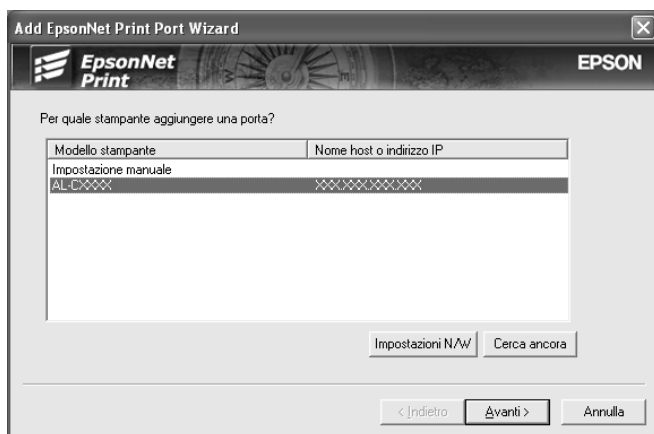 Add EpsonNet Print Port Wizard
EpsonNet
Print
EPSON
Per quale stampante aggiungere una porta?
Modello stampante Nome host o indirizzo IP
Impostazione manuale
AL-CXXXX XXX.XXX.XXX.XXX
Impostazioni N/W Cerca ancora
< Indietro Avanti > Annulla